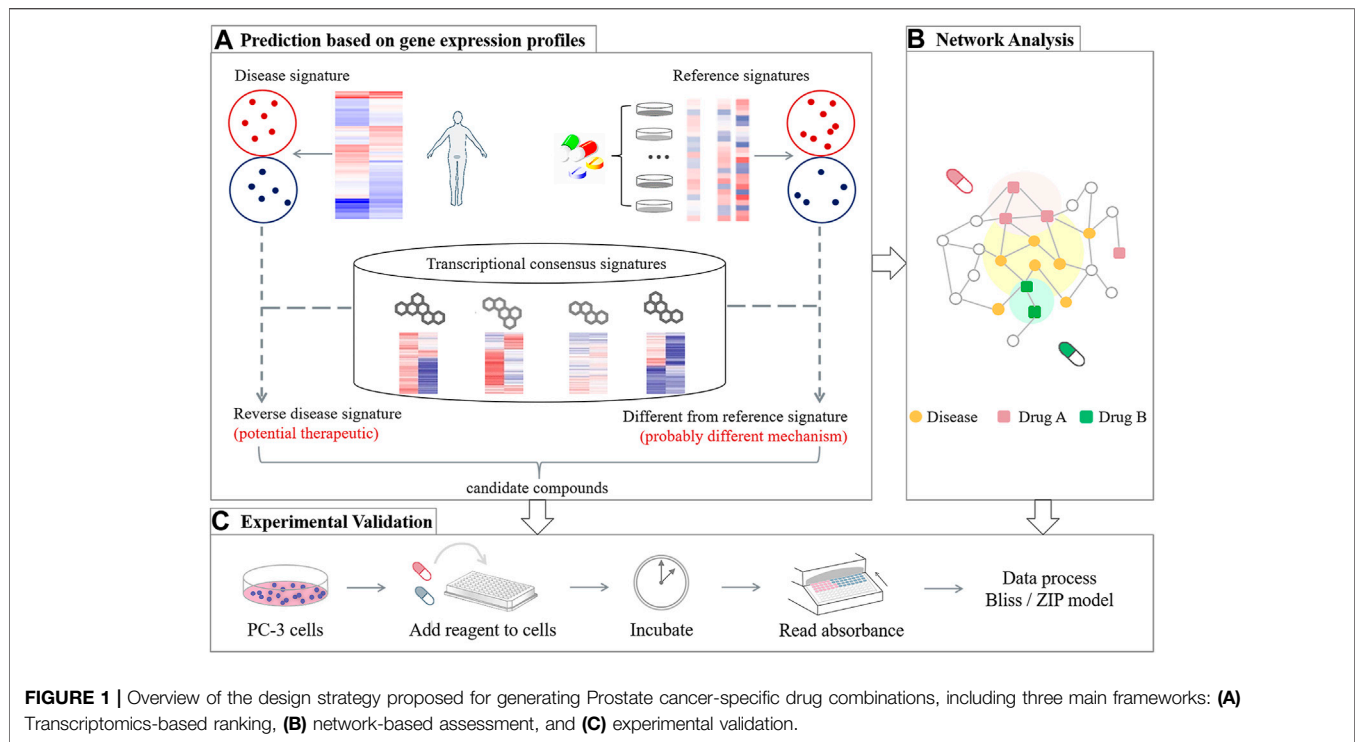 A Prediction based on gene expression profiles
Disease signature
Reference signatures
Transcriptional consensus signatures
Reverse disease signature
(potential therapeutic)
Different from reference signature
(probably different mechanism)
candidate compounds
B Network Analysis
Disease
Drug A
Drug B
C Experimental Validation
PC-3 cells
Add reagent to cells
Incubate
Read absorbance
Data process
Bliss / ZIP model
FIGURE 1 | Overview of the design strategy proposed for generating Prostate cancer-specific drug combinations, including three main frameworks: (A)
Transcriptomics-based ranking, (B) network-based assessment, and (C) experimental validation.